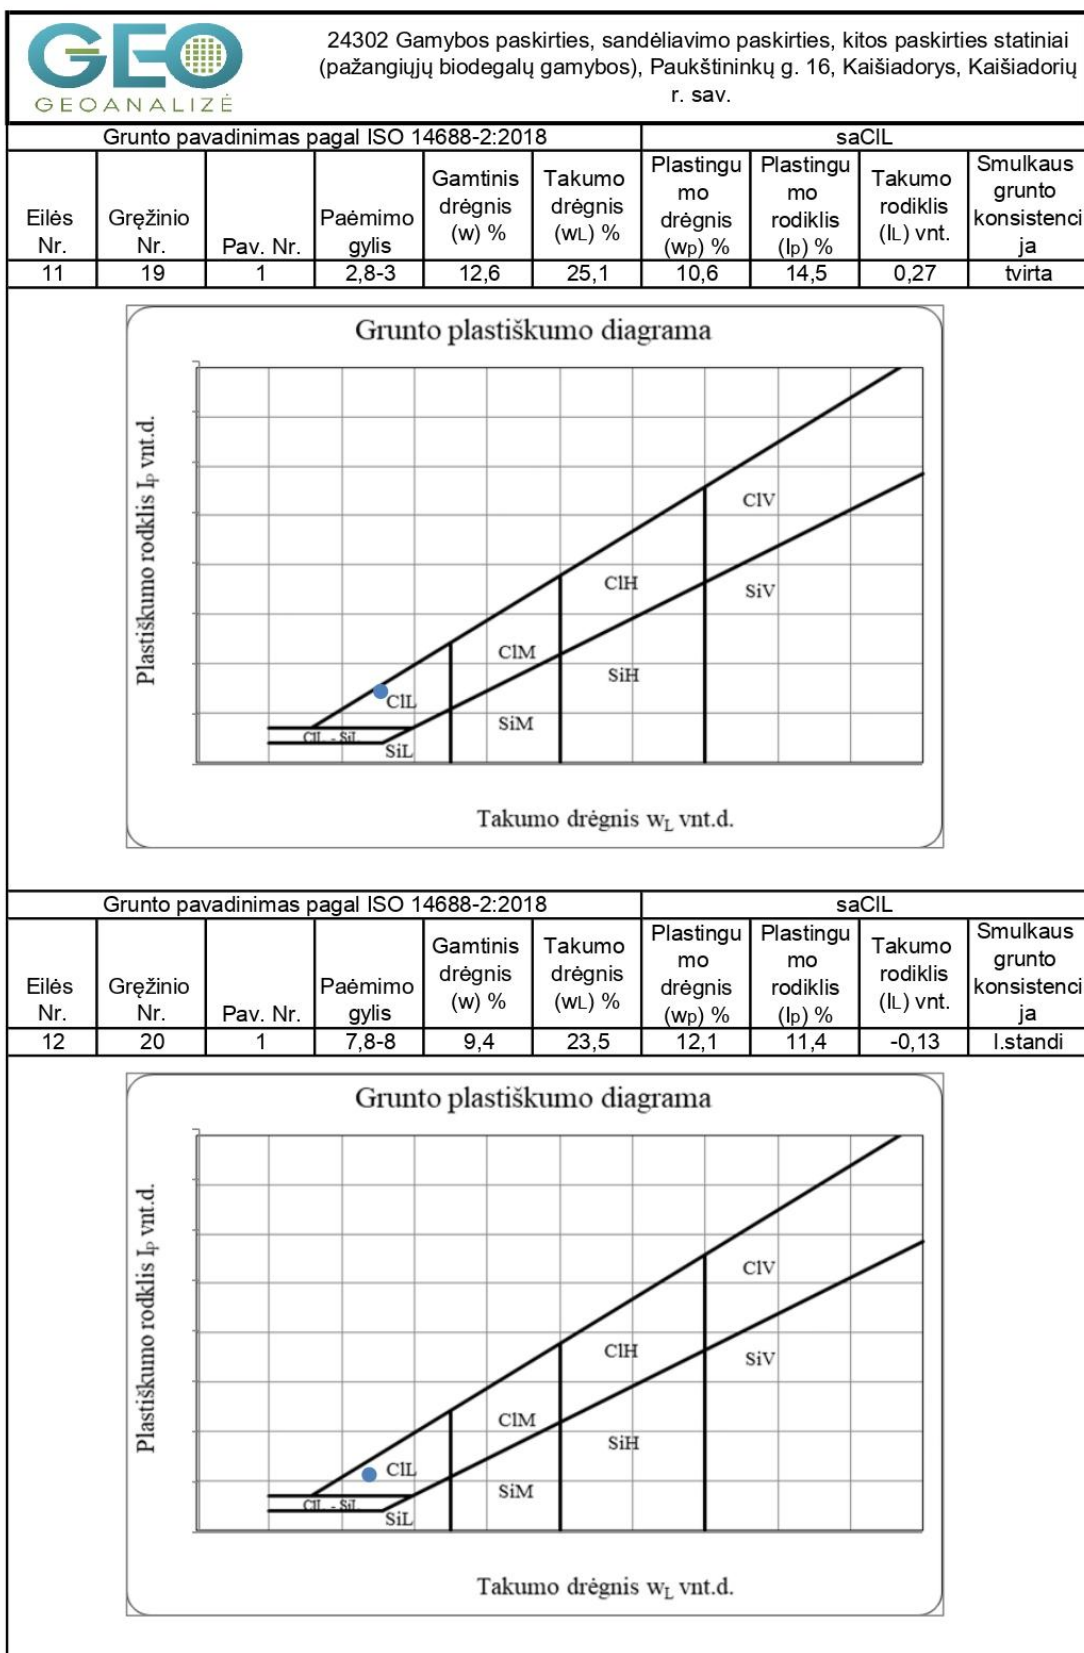 GEO
GEOANALIZĖ
24302 Gamybos paskirties, sandėliavimo paskirties, kitos paskirties statiniai
(pažangiųjų biodegalų gamybos), Paukštininkų g. 16, Kaišiadorys, Kaišiadorių
r. sav.
Grunto pavadinimas pagal ISO 14688-2:2018 saClL
Eilės Nr. Gręžinio Nr. Pav. Nr. Paėmimo gylis Gamtinis drėgnis (w) % Takumo drėgnis (wL) % Plastingu mo drėgnis (wp) % Plastingu mo rodiklis (Ip) % Takumo rodiklis (IL) vnt. Smulkaus grunto konsistenci ja
11 19 1 2,8-3 12,6 25,1 10,6 14,5 0,27 tvirta
Grunto plastiškumo diagrama
Plastiškumo rodklis Ip vnt.d.
ClV
ClH
SiV
ClM
SiH
ClL
SiM
ClL - SiL
SiL
Takumo drėgnis wL vnt.d.
Grunto pavadinimas pagal ISO 14688-2:2018 saClL
Eilės Nr. Gręžinio Nr. Pav. Nr. Paėmimo gylis Gamtinis drėgnis (w) % Takumo drėgnis (wL) % Plastingu mo drėgnis (wp) % Plastingu mo rodiklis (Ip) % Takumo rodiklis (IL) vnt. Smulkaus grunto konsistenci ja
12 20 1 7,8-8 9,4 23,5 12,1 11,4 -0,13 l.standi
Grunto plastiškumo diagrama
Plastiškumo rodklis Ip vnt.d.
ClV
ClH
SiV
ClM
SiH
ClL
SiM
ClL - SiL
SiL
Takumo drėgnis wL vnt.d.